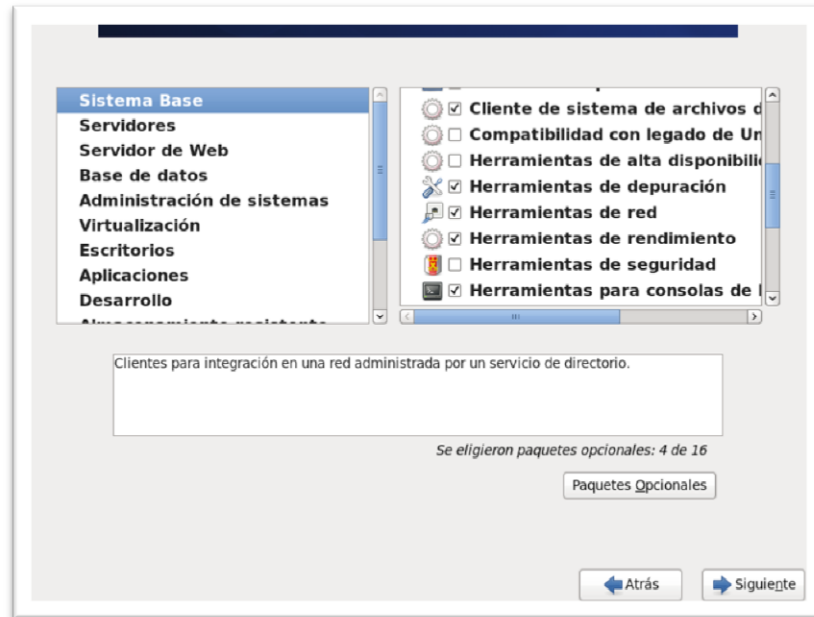 Sistema Base
Servidores
Servidor de Web
Base de datos
Administración de sistemas
Virtualización
Escritorios
Aplicaciones
Desarrollo
Cliente de sistema de archivos d
Compatibilidad con legado de Un
Herramientas de alta disponibili
Herramientas de depuración
Herramientas de red
Herramientas de rendimiento
Herramientas de seguridad
Herramientas para consolas de
Clientes para integración en una red administrada por un servicio de directorio.
Se eligieron paquetes opcionales: 4 de 16
Paquetes Opcionales
Atrás
Siguiente